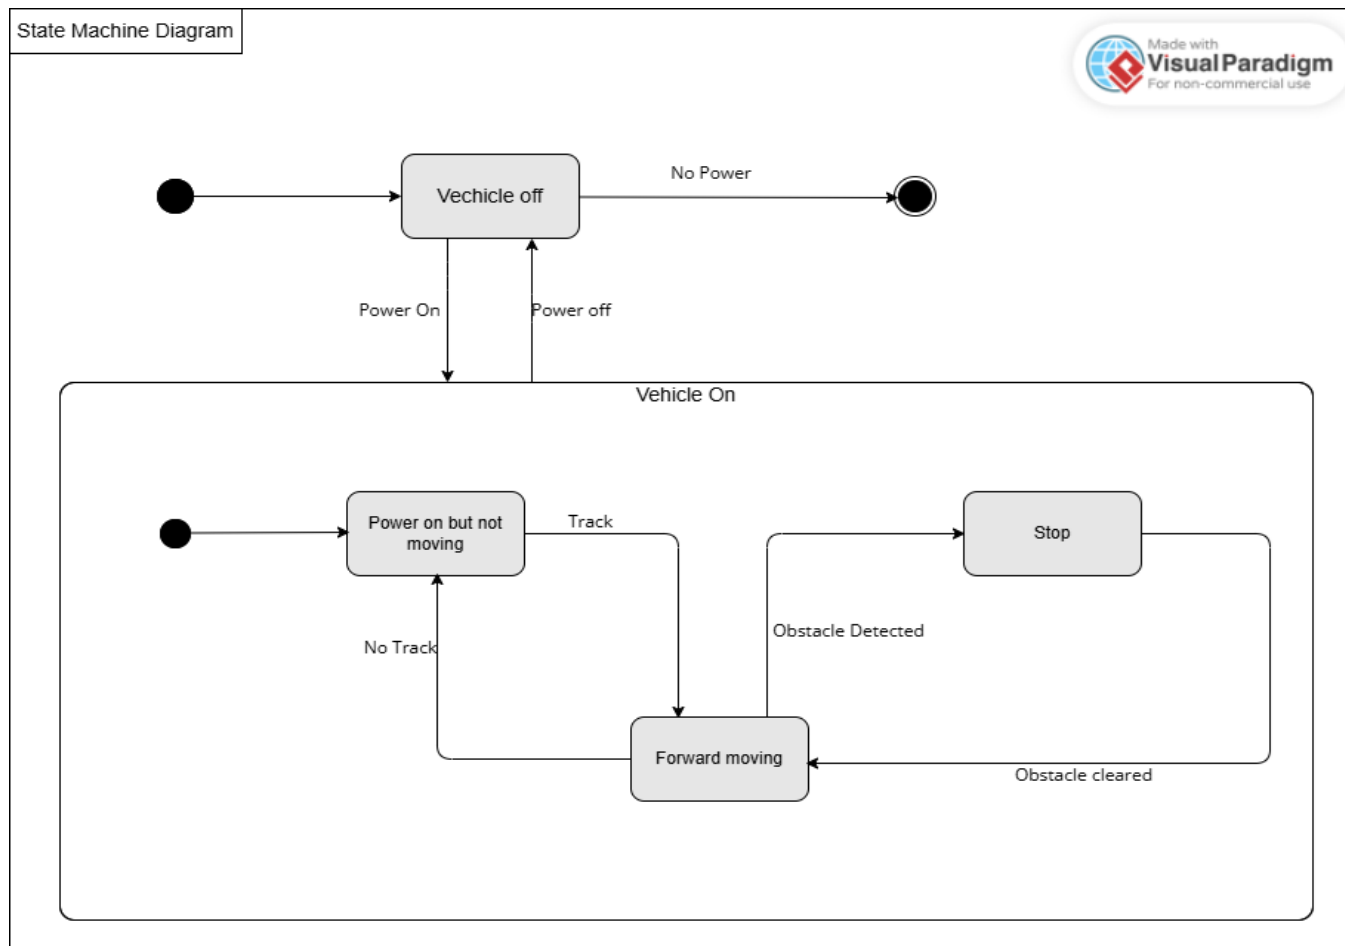 State Machine Diagram
Made with
Visual Paradigm
For non-commercial use
Vechicle off
No Power
Power On
Power off
Vehicle On
Power on but not
moving
Track
Stop
Obstacle Detected
No Track
Forward moving
Obstacle cleared